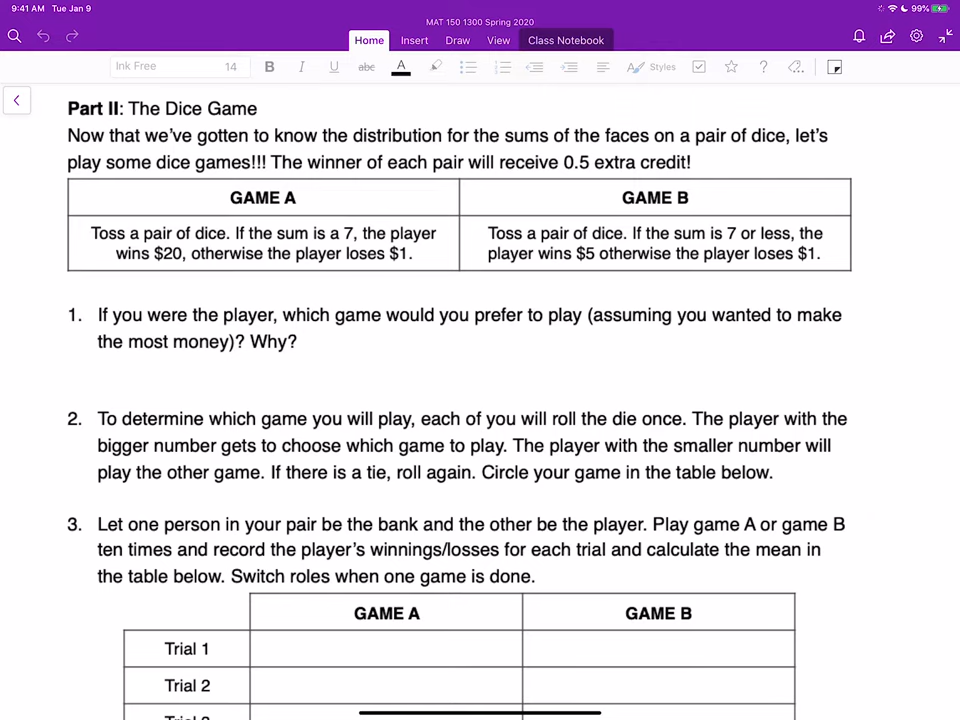 9:41 AM Tue Jan 9
99%
MAT 150 1300 Spring 2020
Home Insert Draw View Class Notebook
Ink Free 14 B I U abc A Styles ?
Part II: The Dice Game
Now that we've gotten to know the distribution for the sums of the faces on a pair of dice, let's
play some dice games!!! The winner of each pair will receive 0.5 extra credit!
GAME A GAME B
Toss a pair of dice. If the sum is a 7, the player
wins $20, otherwise the player loses $1.
Toss a pair of dice. If the sum is 7 or less, the
player wins $5 otherwise the player loses $1.
1. If you were the player, which game would you prefer to play (assuming you wanted to make
the most money)? Why?
2. To determine which game you will play, each of you will roll the die once. The player with the
bigger number gets to choose which game to play. The player with the smaller number will
play the other game. If there is a tie, roll again. Circle your game in the table below.
3. Let one person in your pair be the bank and the other be the player. Play game A or game B
ten times and record the player's winnings/losses for each trial and calculate the mean in
the table below. Switch roles when one game is done.
GAME A GAME B
Trial 1
Trial 2